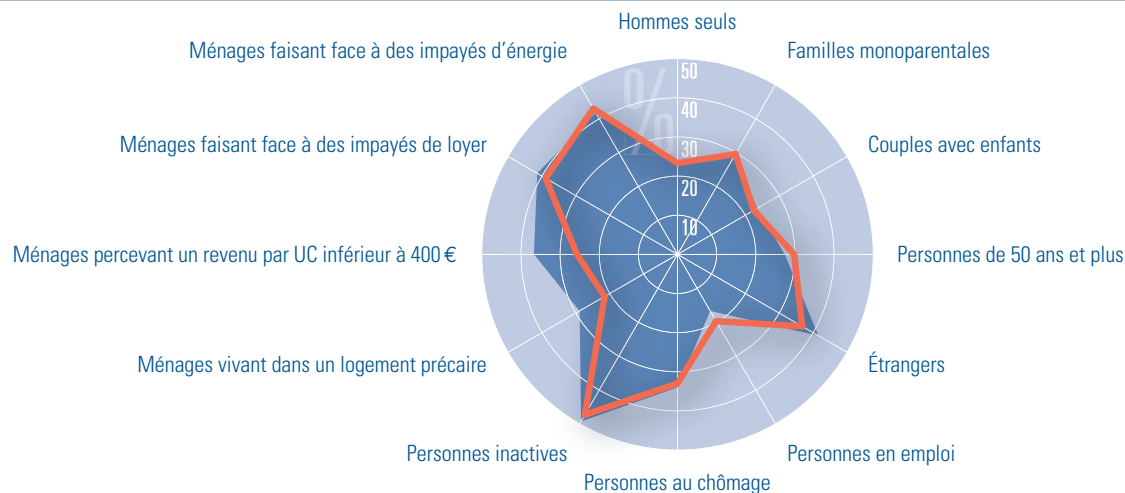 Hommes seuls
Ménages faisant face à des impayés d’énergie
Familles monoparentales
%
50
40
30
20
10
Ménages faisant face à des impayés de loyer
Couples avec enfants
Ménages percevant un revenu par UC inférieur à 400 €
Personnes de 50 ans et plus
Ménages vivant dans un logement précaire
Étrangers
Personnes inactives
Personnes en emploi
Personnes au chômage